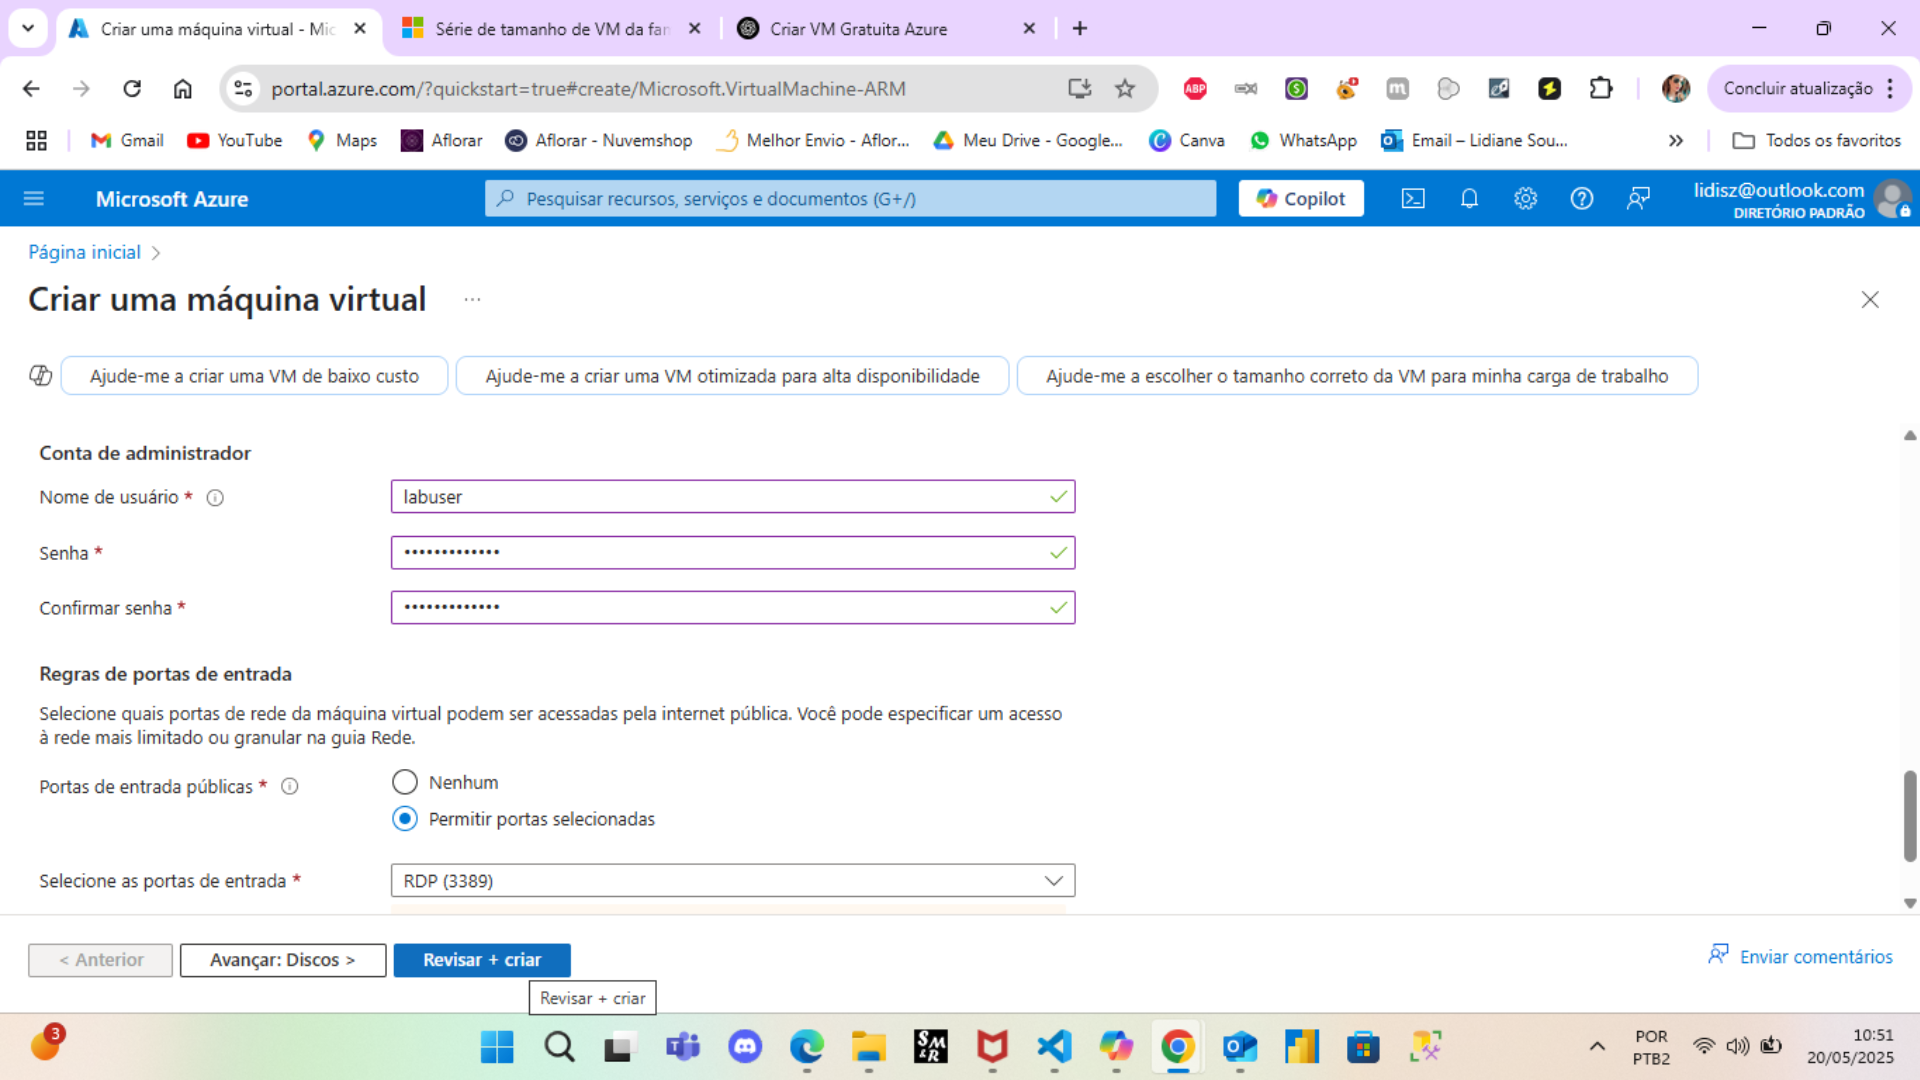 Criar uma máquina virtual - Mic
Série de tamanho de VM da fam
Criar VM Gratuita Azure
portal.azure.com/?quickstart=true#create/Microsoft.VirtualMachine-ARM
ABP
Concluir atualização
Gmail
YouTube
Maps
Aflorar
Aflorar - Nuvemshop
Melhor Envio - Aflor...
Meu Drive - Google...
Canva
WhatsApp
Email – Lidiane Sou...
Todos os favoritos
Microsoft Azure
Pesquisar recursos, serviços e documentos (G+/)
Copilot
lidisz@outlook.com
DIRETÓRIO PADRÃO
Página inicial
Criar uma máquina virtual
Ajude-me a criar uma VM de baixo custo
Ajude-me a criar uma VM otimizada para alta disponibilidade
Ajude-me a escolher o tamanho correto da VM para minha carga de trabalho
Conta de administrador
Nome de usuário *
labuser
Senha *
•••••••••••••
Confirmar senha *
•••••••••••••
Regras de portas de entrada
Selecione quais portas de rede da máquina virtual podem ser acessadas pela internet pública. Você pode especificar um acesso
à rede mais limitado ou granular na guia Rede.
Portas de entrada públicas *
Nenhum
Permitir portas selecionadas
Selecione as portas de entrada *
RDP (3389)
< Anterior
Avançar: Discos >
Revisar + criar
Enviar comentários
Revisar + criar
3
SM
&R
POR
PTB2
10:51
20/05/2025